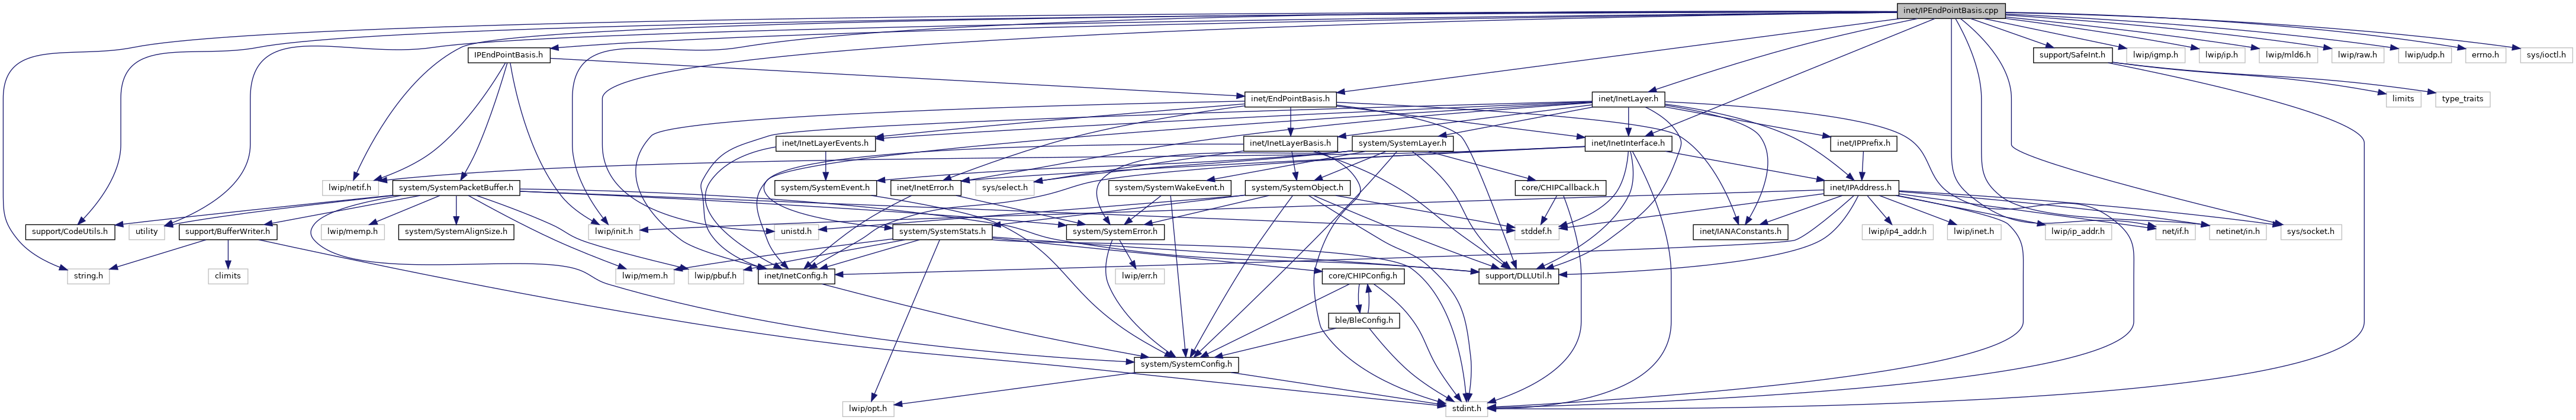 inet/IPEndPointBasis.cpp
IPEndPointBasis.h
support/SafeInt.h
lwip/igmp.h
lwip/ip.h
lwip/mld6.h
lwip/raw.h
lwip/udp.h
errno.h
sys/ioctl.h
inet/EndPointBasis.h
inet/InetLayer.h
limits
type_traits
inet/InetLayerEvents.h
inet/InetLayerBasis.h
system/SystemLayer.h
inet/InetInterface.h
inet/IPPrefix.h
lwip/netif.h
system/SystemPacketBuffer.h
system/SystemEvent.h
inet/InetError.h
sys/select.h
system/SystemWakeEvent.h
system/SystemObject.h
core/CHIPCallback.h
inet/IPAddress.h
support/CodeUtils.h
utility
support/BufferWriter.h
lwip/memp.h
system/SystemAlignSize.h
lwip/init.h
unistd.h
system/SystemStats.h
system/SystemError.h
stddef.h
inet/IANAConstants.h
lwip/ip4_addr.h
lwip/inet.h
lwip/ip_addr.h
net/if.h
netinet/in.h
sys/socket.h
string.h
climits
lwip/mem.h
lwip/pbuf.h
inet/InetConfig.h
lwip/err.h
core/CHIPConfig.h
support/DLLUtil.h
ble/BleConfig.h
system/SystemConfig.h
lwip/opt.h
stdint.h